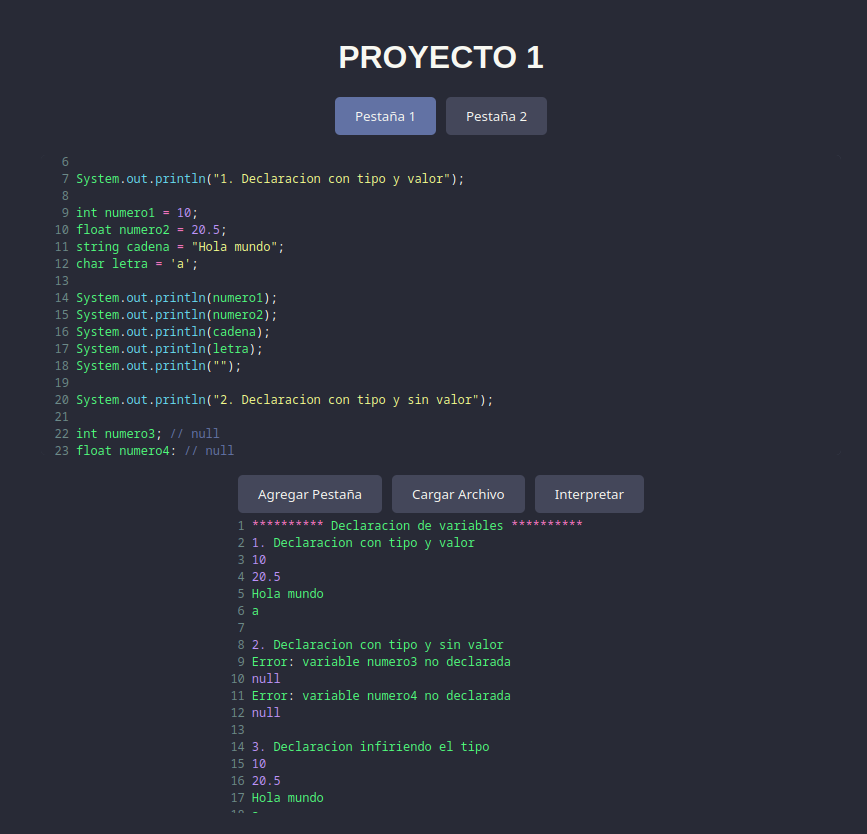 PROYECTO 1
Pestaña 1 Pestaña 2
6
7 System.out.println("1. Declaracion con tipo y valor");
8
9 int numero1 = 10;
10 float numero2 = 20.5;
11 string cadena = "Hola mundo";
12 char letra = 'a';
13
14 System.out.println(numero1);
15 System.out.println(numero2);
16 System.out.println(cadena);
17 System.out.println(letra);
18 System.out.println("");
19
20 System.out.println("2. Declaracion con tipo y sin valor");
21
22 int numero3; // null
23 float numero4: // null
Agregar Pestaña Cargar Archivo Interpretar
1 ********** Declaracion de variables **********
2 1. Declaracion con tipo y valor
3 10
4 20.5
5 Hola mundo
6 a
7
8 2. Declaracion con tipo y sin valor
9 Error: variable numero3 no declarada
10 null
11 Error: variable numero4 no declarada
12 null
13
14 3. Declaracion infiriendo el tipo
15 10
16 20.5
17 Hola mundo